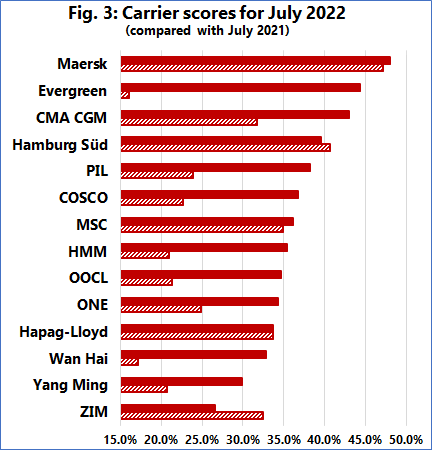 Fig. 3: Carrier scores for July 2022
(compared with July 2021)
Maersk
Evergreen
CMA CGM
Hamburg Süd
PIL
COSCO
MSC
HMM
OOCL
ONE
Hapag-Lloyd
Wan Hai
Yang Ming
ZIM
15.0% 20.0% 25.0% 30.0% 35.0% 40.0% 45.0% 50.0%